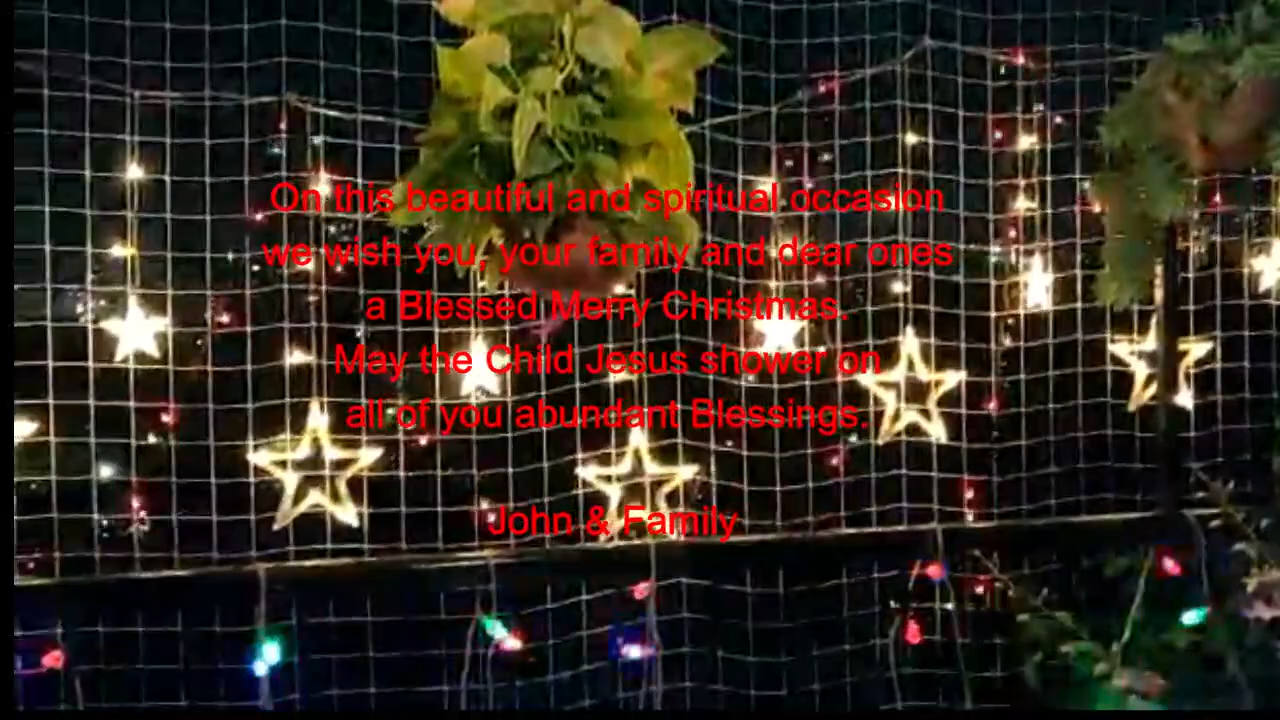 On this beautiful and spiritual occasion
we wish you, your family and dear ones
a Blessed Merry Christmas.
May the Child Jesus shower on
all of you abundant Blessings.
John & Family